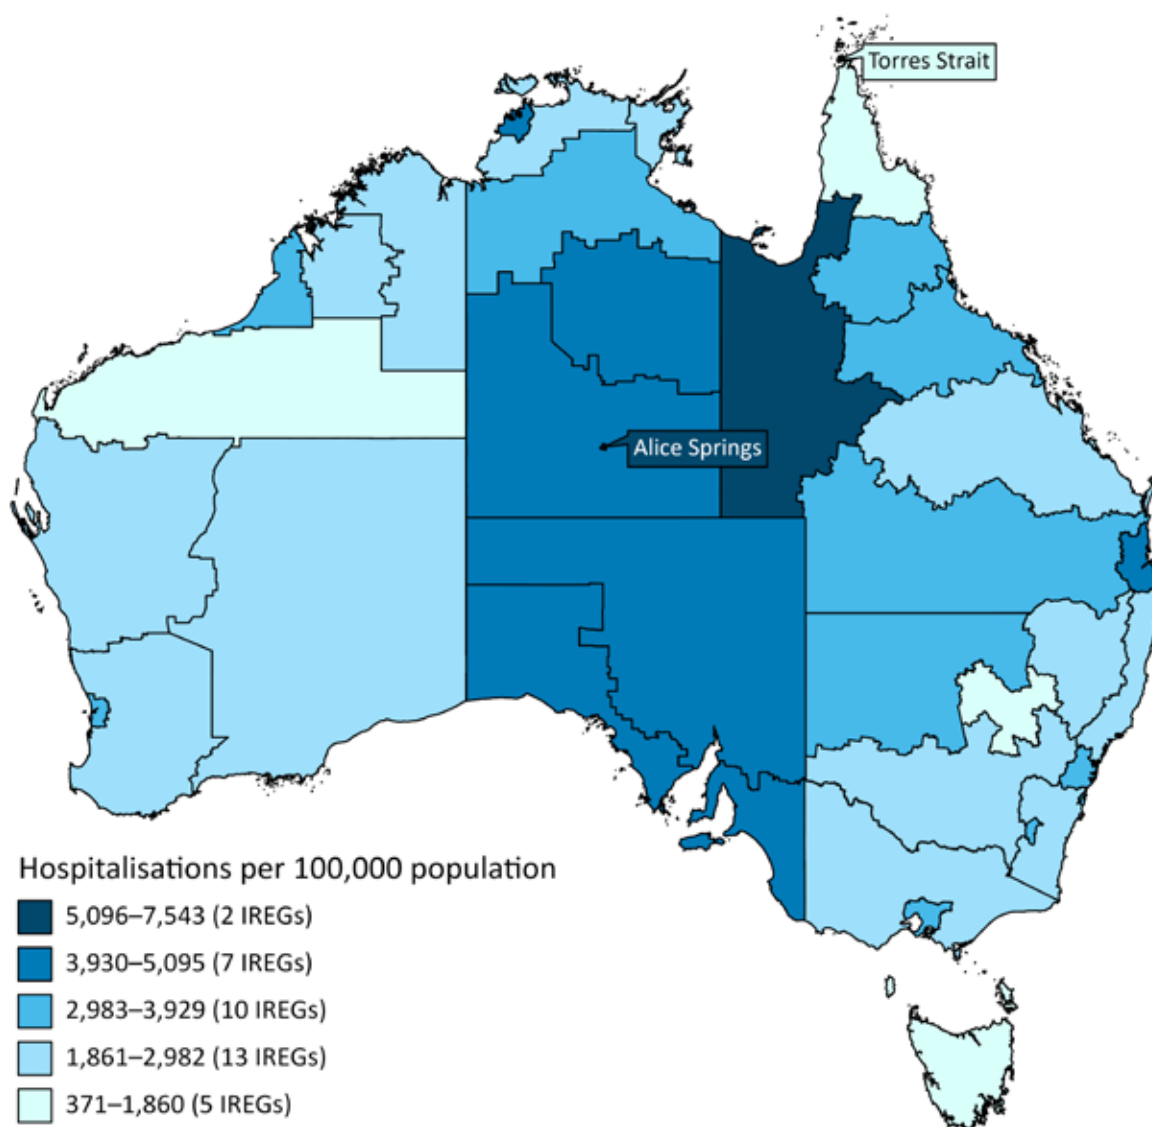 Torres Strait
Alice Springs
Hospitalisations per 100,000 population
5,096–7,543 (2 IREGs)
3,930–5,095 (7 IREGs)
2,983–3,929 (10 IREGs)
1,861–2,982 (13 IREGs)
371–1,860 (5 IREGs)